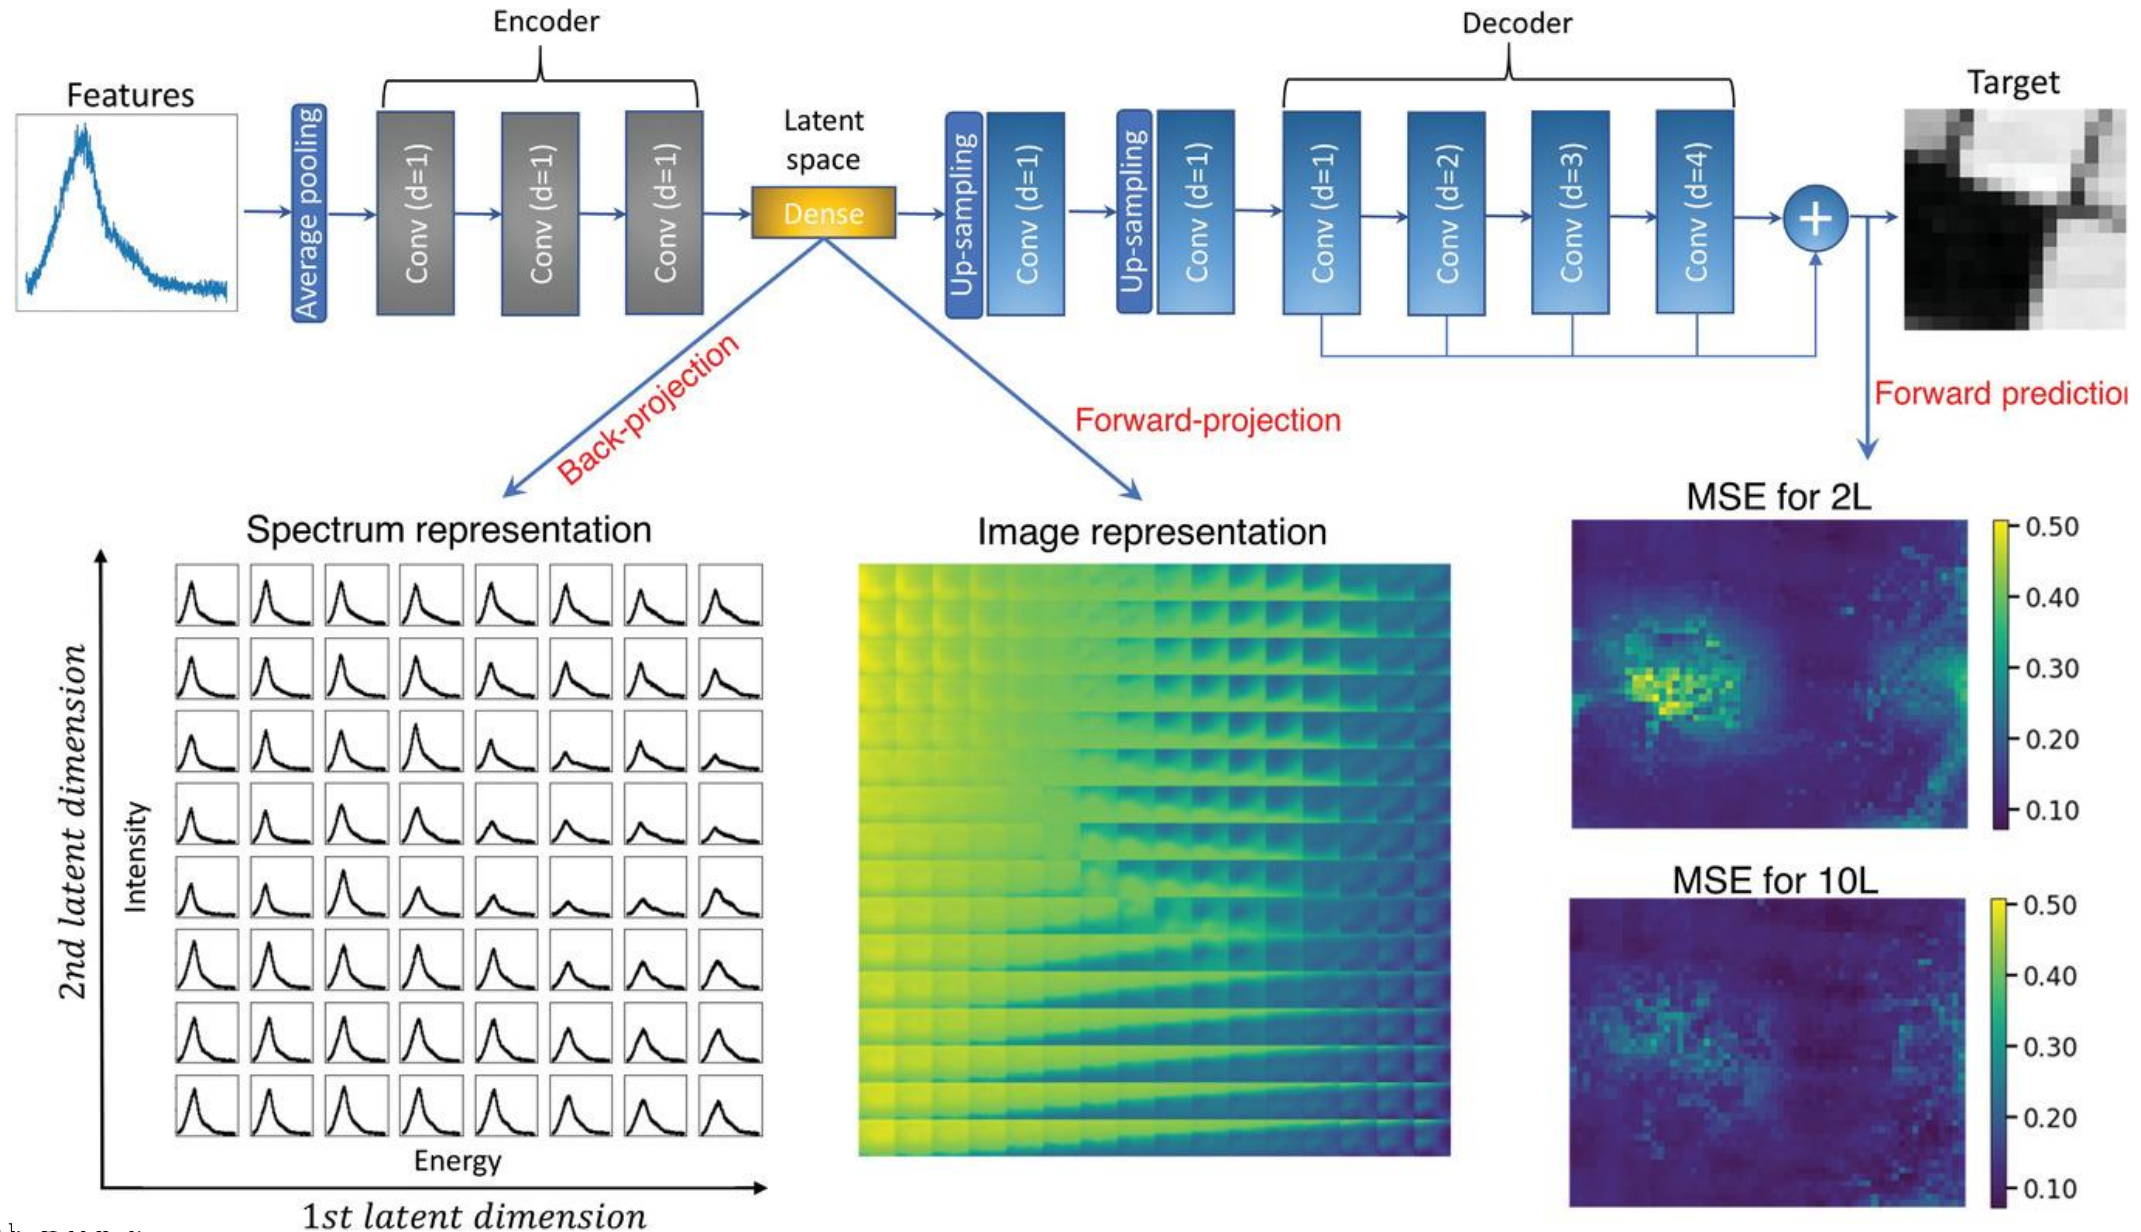 Encoder
Decoder
Features
Target
Latent
space
Average pooling
Conv (d=1)
Conv (d=1)
Conv (d=1)
Dense
Up-sampling
Conv (d=1)
Up-sampling
Conv (d=1)
Conv (d=1)
Conv (d=2)
Conv (d=3)
Conv (d=4)
+
Back-projection
Forward-projection
Forward prediction
Spectrum representation
Image representation
MSE for 2L
0.50
0.40
0.30
0.20
0.10
MSE for 10L
0.50
0.40
0.30
0.20
0.10
2nd latent dimension
Intensity
Energy
1st latent dimension